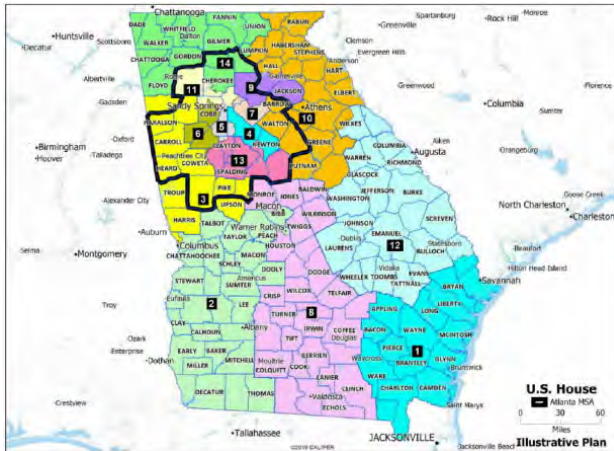 Chattanooga
Spartanburg
Rock Hill
Monroe
Greenville
Huntsville
Scottsboro
DADE
WALKER
WHITFIELD
Dalton
FANNIN
UNION
RABUN
GILMER
LUMPKIN
HABERSHAM
STEPHENS
Clemson
Evergreen Hills
Anderson
Decatur
CHATTOOGA
GORDON
14
CHEROKEE
HALL
Gainesville
HART
Albertville
FLOYD
Rome
11
9
JACKSON
ELBERT
Greenwood
Columbia
Sumter
Gadsden
Sandy Springs
COBB
7
BARROW
Athens
WILKES
Birmingham
Hoover
Oxford
Talladega
HARALSON
CARROLL
6
5
4
WALTON
10
GREENE
COLUMBIA
Augusta
Orangeburg
Peachtree City
COWETA
CLAYTON
NEWTON
13
SPALDING
PUTNAM
WARREN
RICHMOND
GLASCOCK
HEARD
TROUP
PIKE
3
UPSON
MONROE
JONES
BALDWIN
WASHINGTON
JEFFERSON
BURKE
Alexander City
HARRIS
TALBOT
Macon
BIBB
WILKINSON
JOHNSON
SCREVEN
Goose Creek
North Charleston
Charleston
Selma
Montgomery
Auburn
Columbus
TAYLOR
Warner Robins
PEACH
TWIGGS
HOUSTON
Dublin
LAURENS
EMANUEL
12
Statesboro
BULLOCH
Beaufort
Hilton Head Island
CHATTAHOOCHEE
MACON
SCHLEY
DOOLY
DODGE
Vidalia
WHEELER
TOOMBS
EVANS
TATTNALL
BRYAN
Savannah
STEWART
Americus
SUMTER
Eufaula
2
LEE
CRISP
WILCOX
TELFAIR
8
APPLING
LONG
LIBERTY
Troy
CLAY
CALHOUN
Albany
TURNER
IRWIN
TIFT
COFFEE
Douglas
BACON
WAYNE
MCINTOSH
PIERCE
1
Ozark
Enterprise
Dothan
EARLY
BAKER
MILLER
MITCHELL
Moultrie
COLQUITT
BERRIEN
COOK
LANIER
Waycross
WARE
BRANTLEY
GLYNN
Brunswick
DECATUR
THOMAS
Valdosta
CLINCH
ECHOLS
CHARLTON
CAMDEN
Saint Marys
Crestview
Tallahassee
©2019 CALIPER
JACKSONVILLE
Jacksonville Beach
U.S. House
Atlanta MSA
0 30 60
Miles
Illustrative Plan